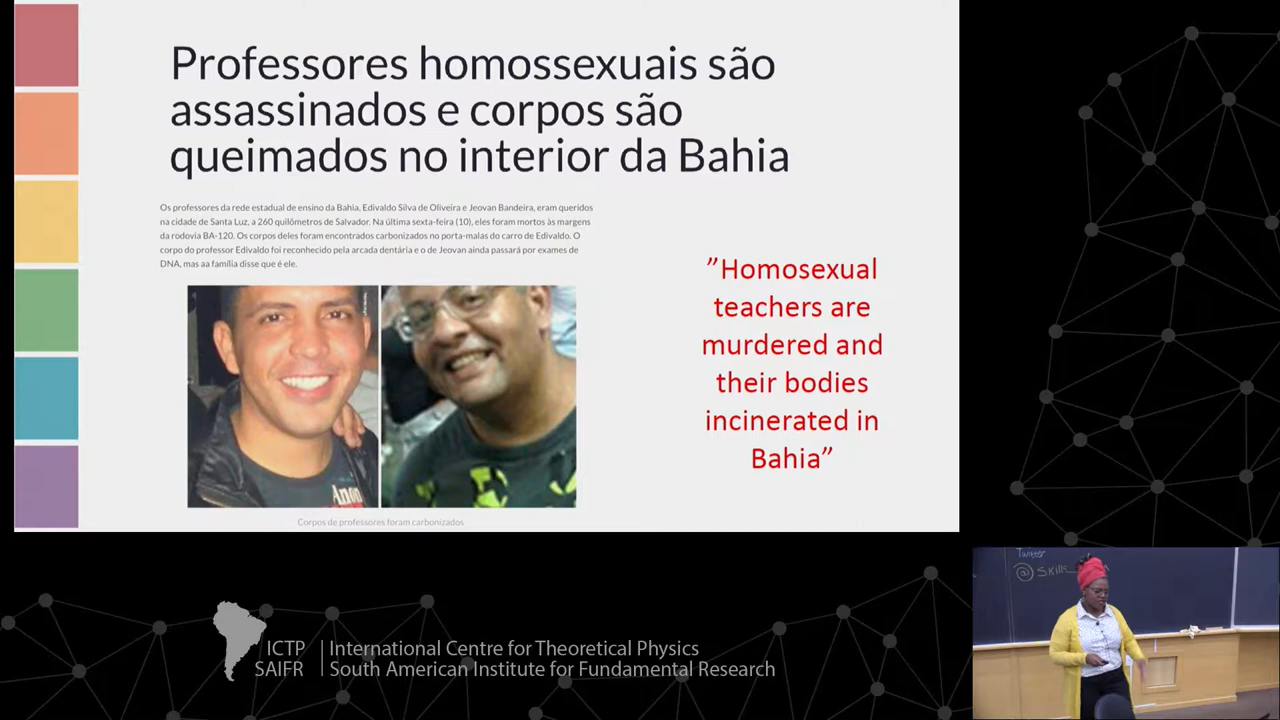 Professores homossexuais são
assassinados e corpos são
queimados no interior da Bahia
Os professores da rede estadual de ensino da Bahia, Edivaldo Silva de Oliveira e Jeovan Bandeira, eram queridos
na cidade de Santa Luz, a 260 quilômetros de Salvador. Na última sexta-feira (10), eles foram mortos às margens
da rodovia BA-120. Os corpos deles foram encontrados carbonizados no porta-malas do carro de Edivaldo. O
corpo do professor Edivaldo foi reconhecido pela arcada dentária e o de Jeovan ainda passará por exames de
DNA, mas aa família disse que é ele.
”Homosexual
teachers are
murdered and
their bodies
incinerated in
Bahia”
Anon
Corpos de professores foram carbonizados
Twitter
@ Skills
ICTP
SAIFR
International Centre for Theoretical Physics
South American Institute for Fundamental Research